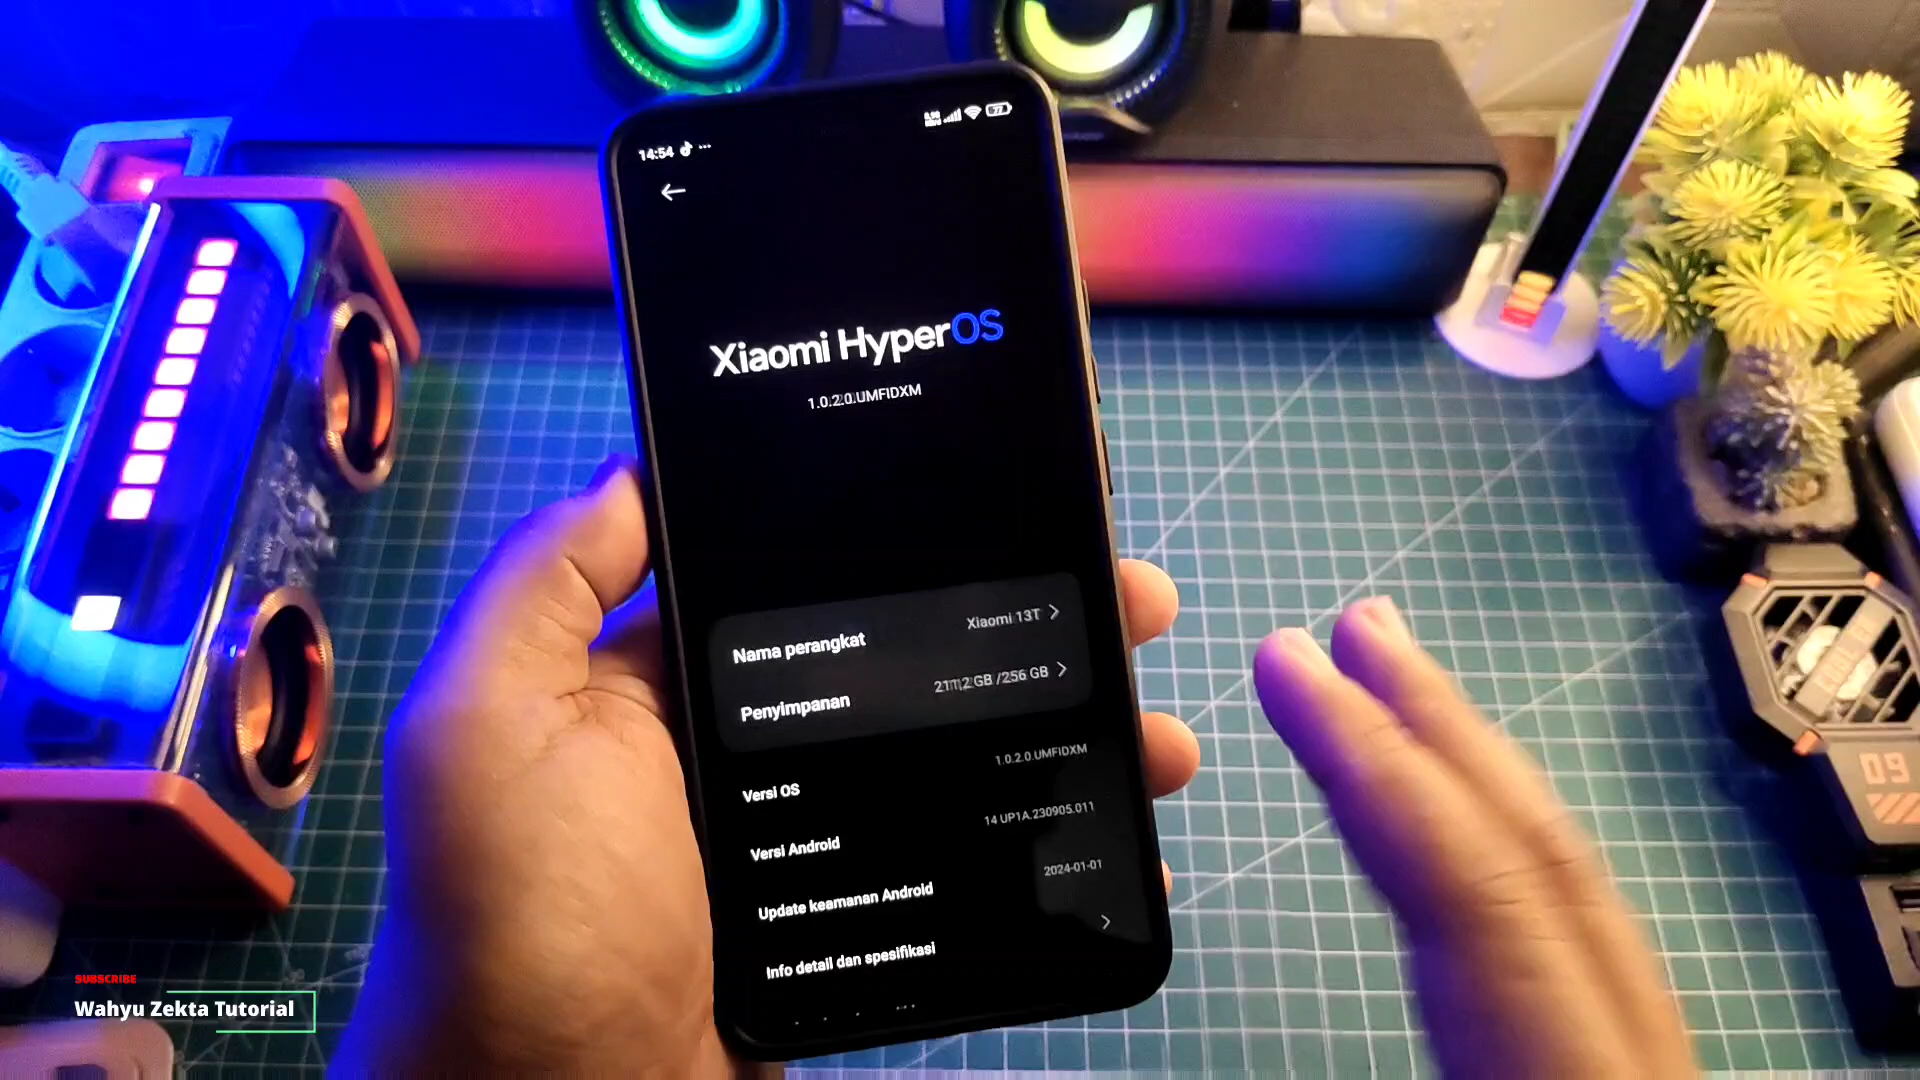 14:54
77
Xiaomi HyperOS
1.0.2.0.UMFIDXM
Nama perangkat
Xiaomi 13T
Penyimpanan
GB /256 GB
Versi OS
1.0.2.0.UMFIDXM
Versi Android
14 UP1A.230905.011
Update keamanan Android
2024-01-01
Info detail dan spesifikasi
09
SUBSCRIBE
Wahyu Zekta Tutorial